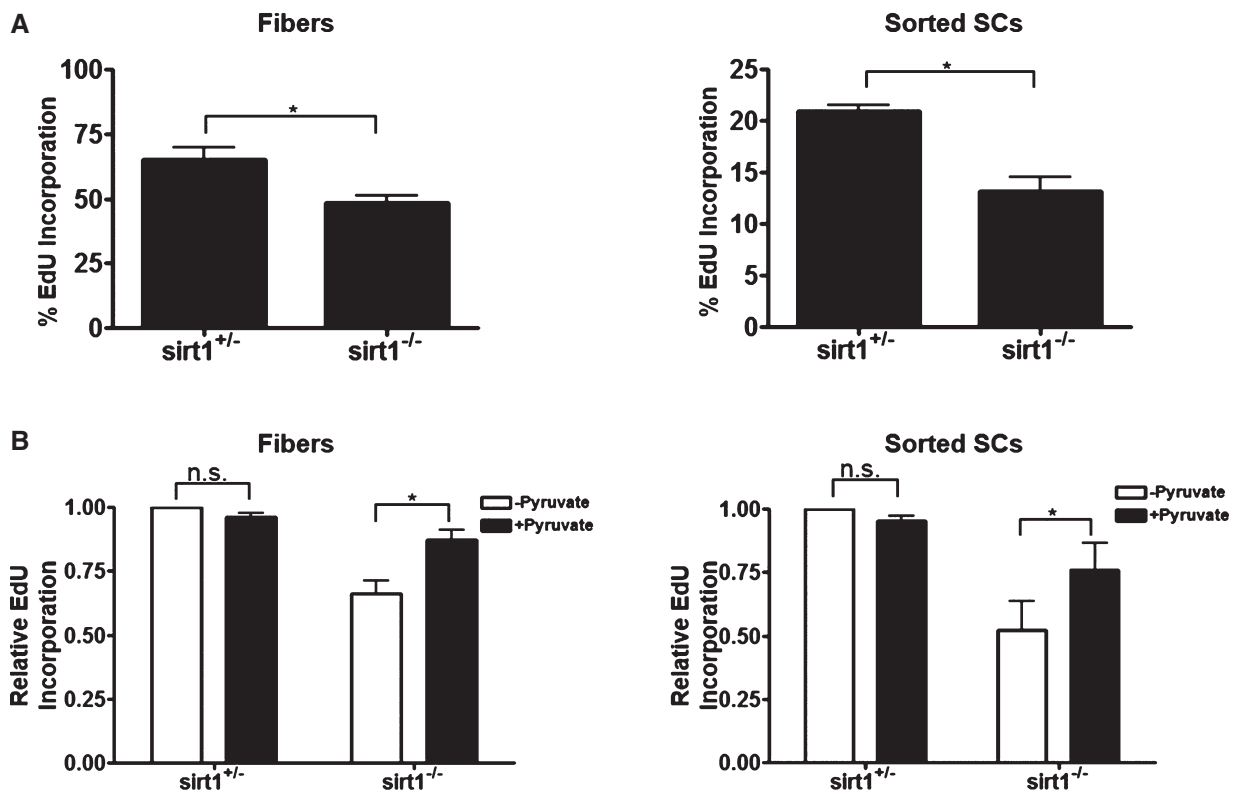 A
Fibers
% EdU Incorporation
100
75
50
25
0
*
sirt1+/-
sirt1-/-
Sorted SCs
% EdU Incorporation
25
20
15
10
5
0
*
sirt1+/-
sirt1-/-
B
Fibers
Relative EdU
Incorporation
1.00
0.75
0.50
0.25
0.00
n.s.
*
-Pyruvate
+Pyruvate
sirt1+/-
sirt1-/-
Sorted SCs
Relative EdU
Incorporation
1.00
0.75
0.50
0.25
0.00
n.s.
*
-Pyruvate
+Pyruvate
sirt1+/-
sirt1-/-